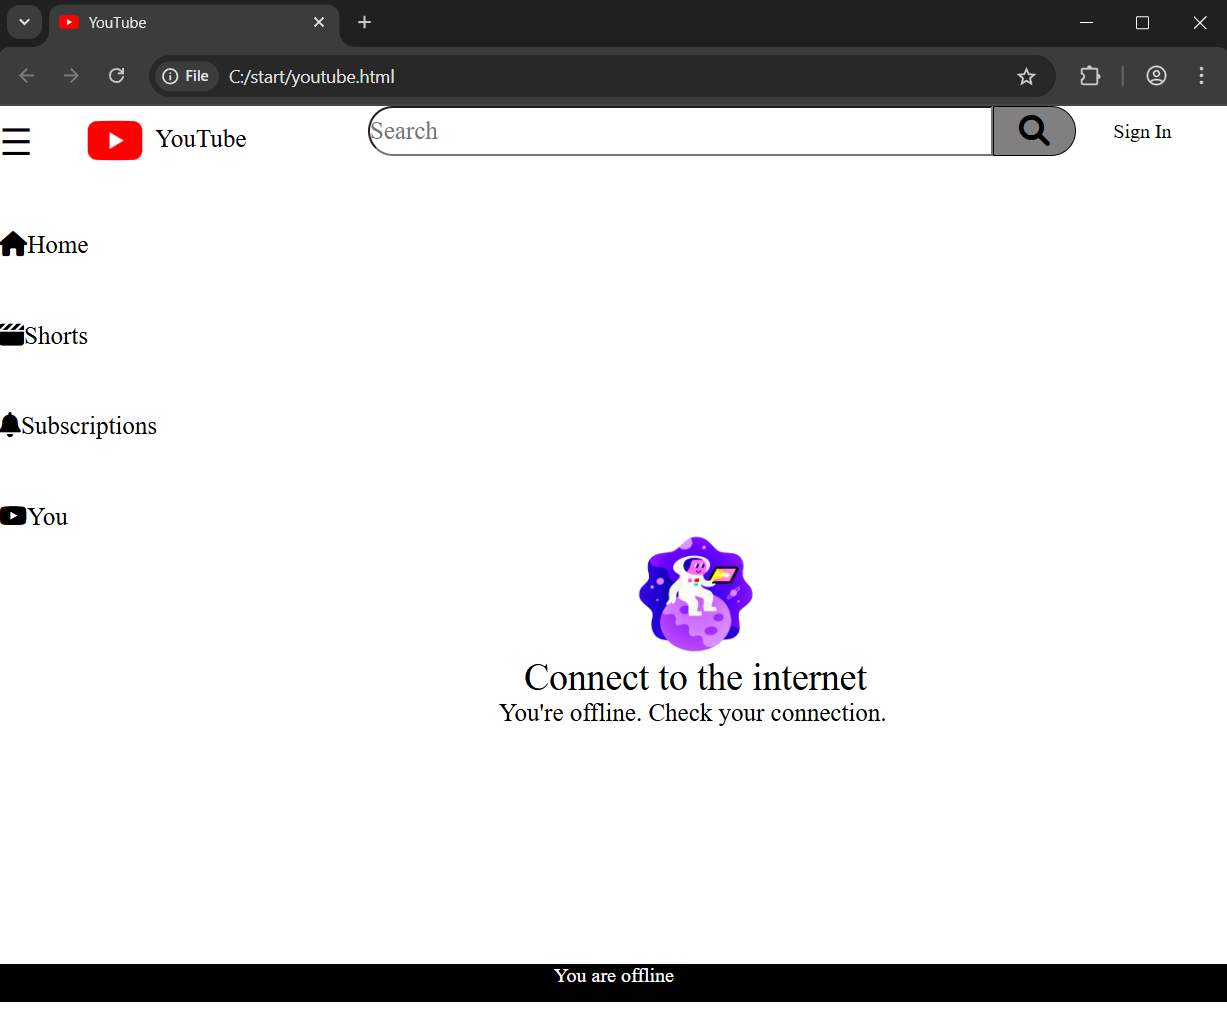 YouTube
File C:/start/youtube.html
YouTube Search Sign In
Home
Shorts
Subscriptions
You
Connect to the internet
You're offline. Check your connection.
You are offline